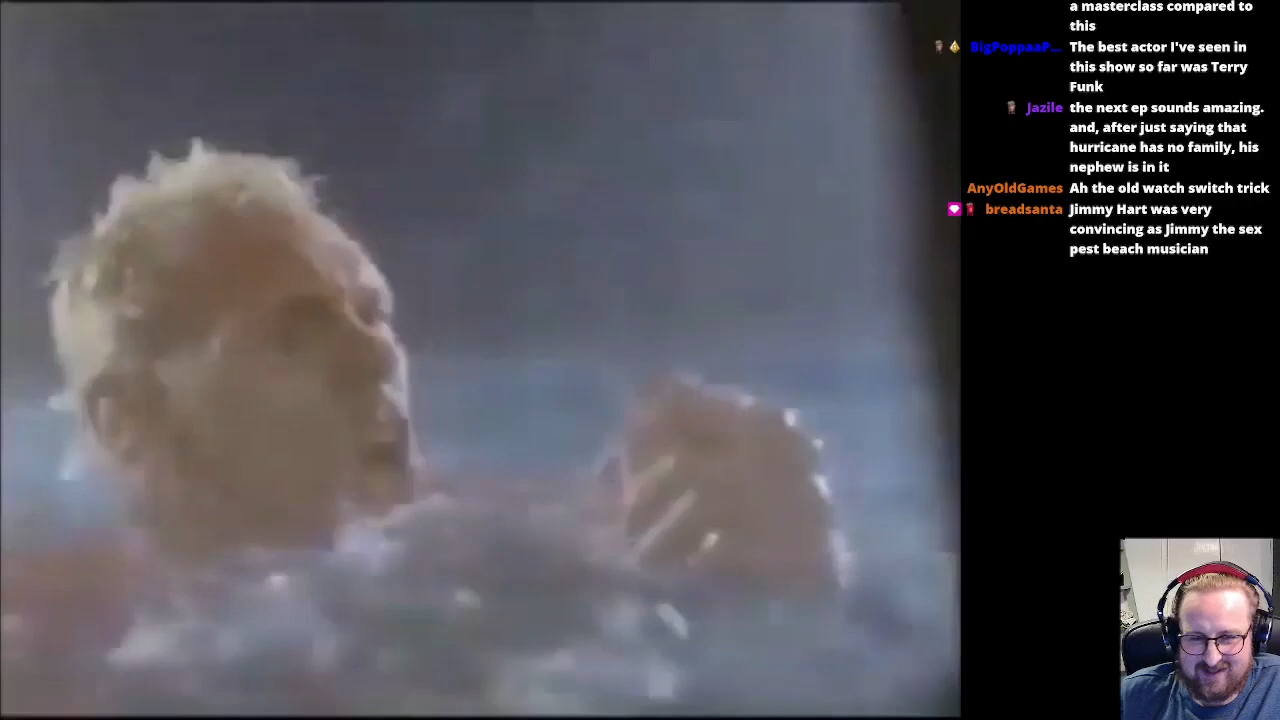 a masterclass compared to
this
BigPoppaaP... The best actor I've seen in
this show so far was Terry
Funk
Jazile the next ep sounds amazing.
and, after just saying that
hurricane has no family, his
nephew is in it
AnyOldGames Ah the old watch switch trick
breadsanta Jimmy Hart was very
convincing as Jimmy the sex
pest beach musician